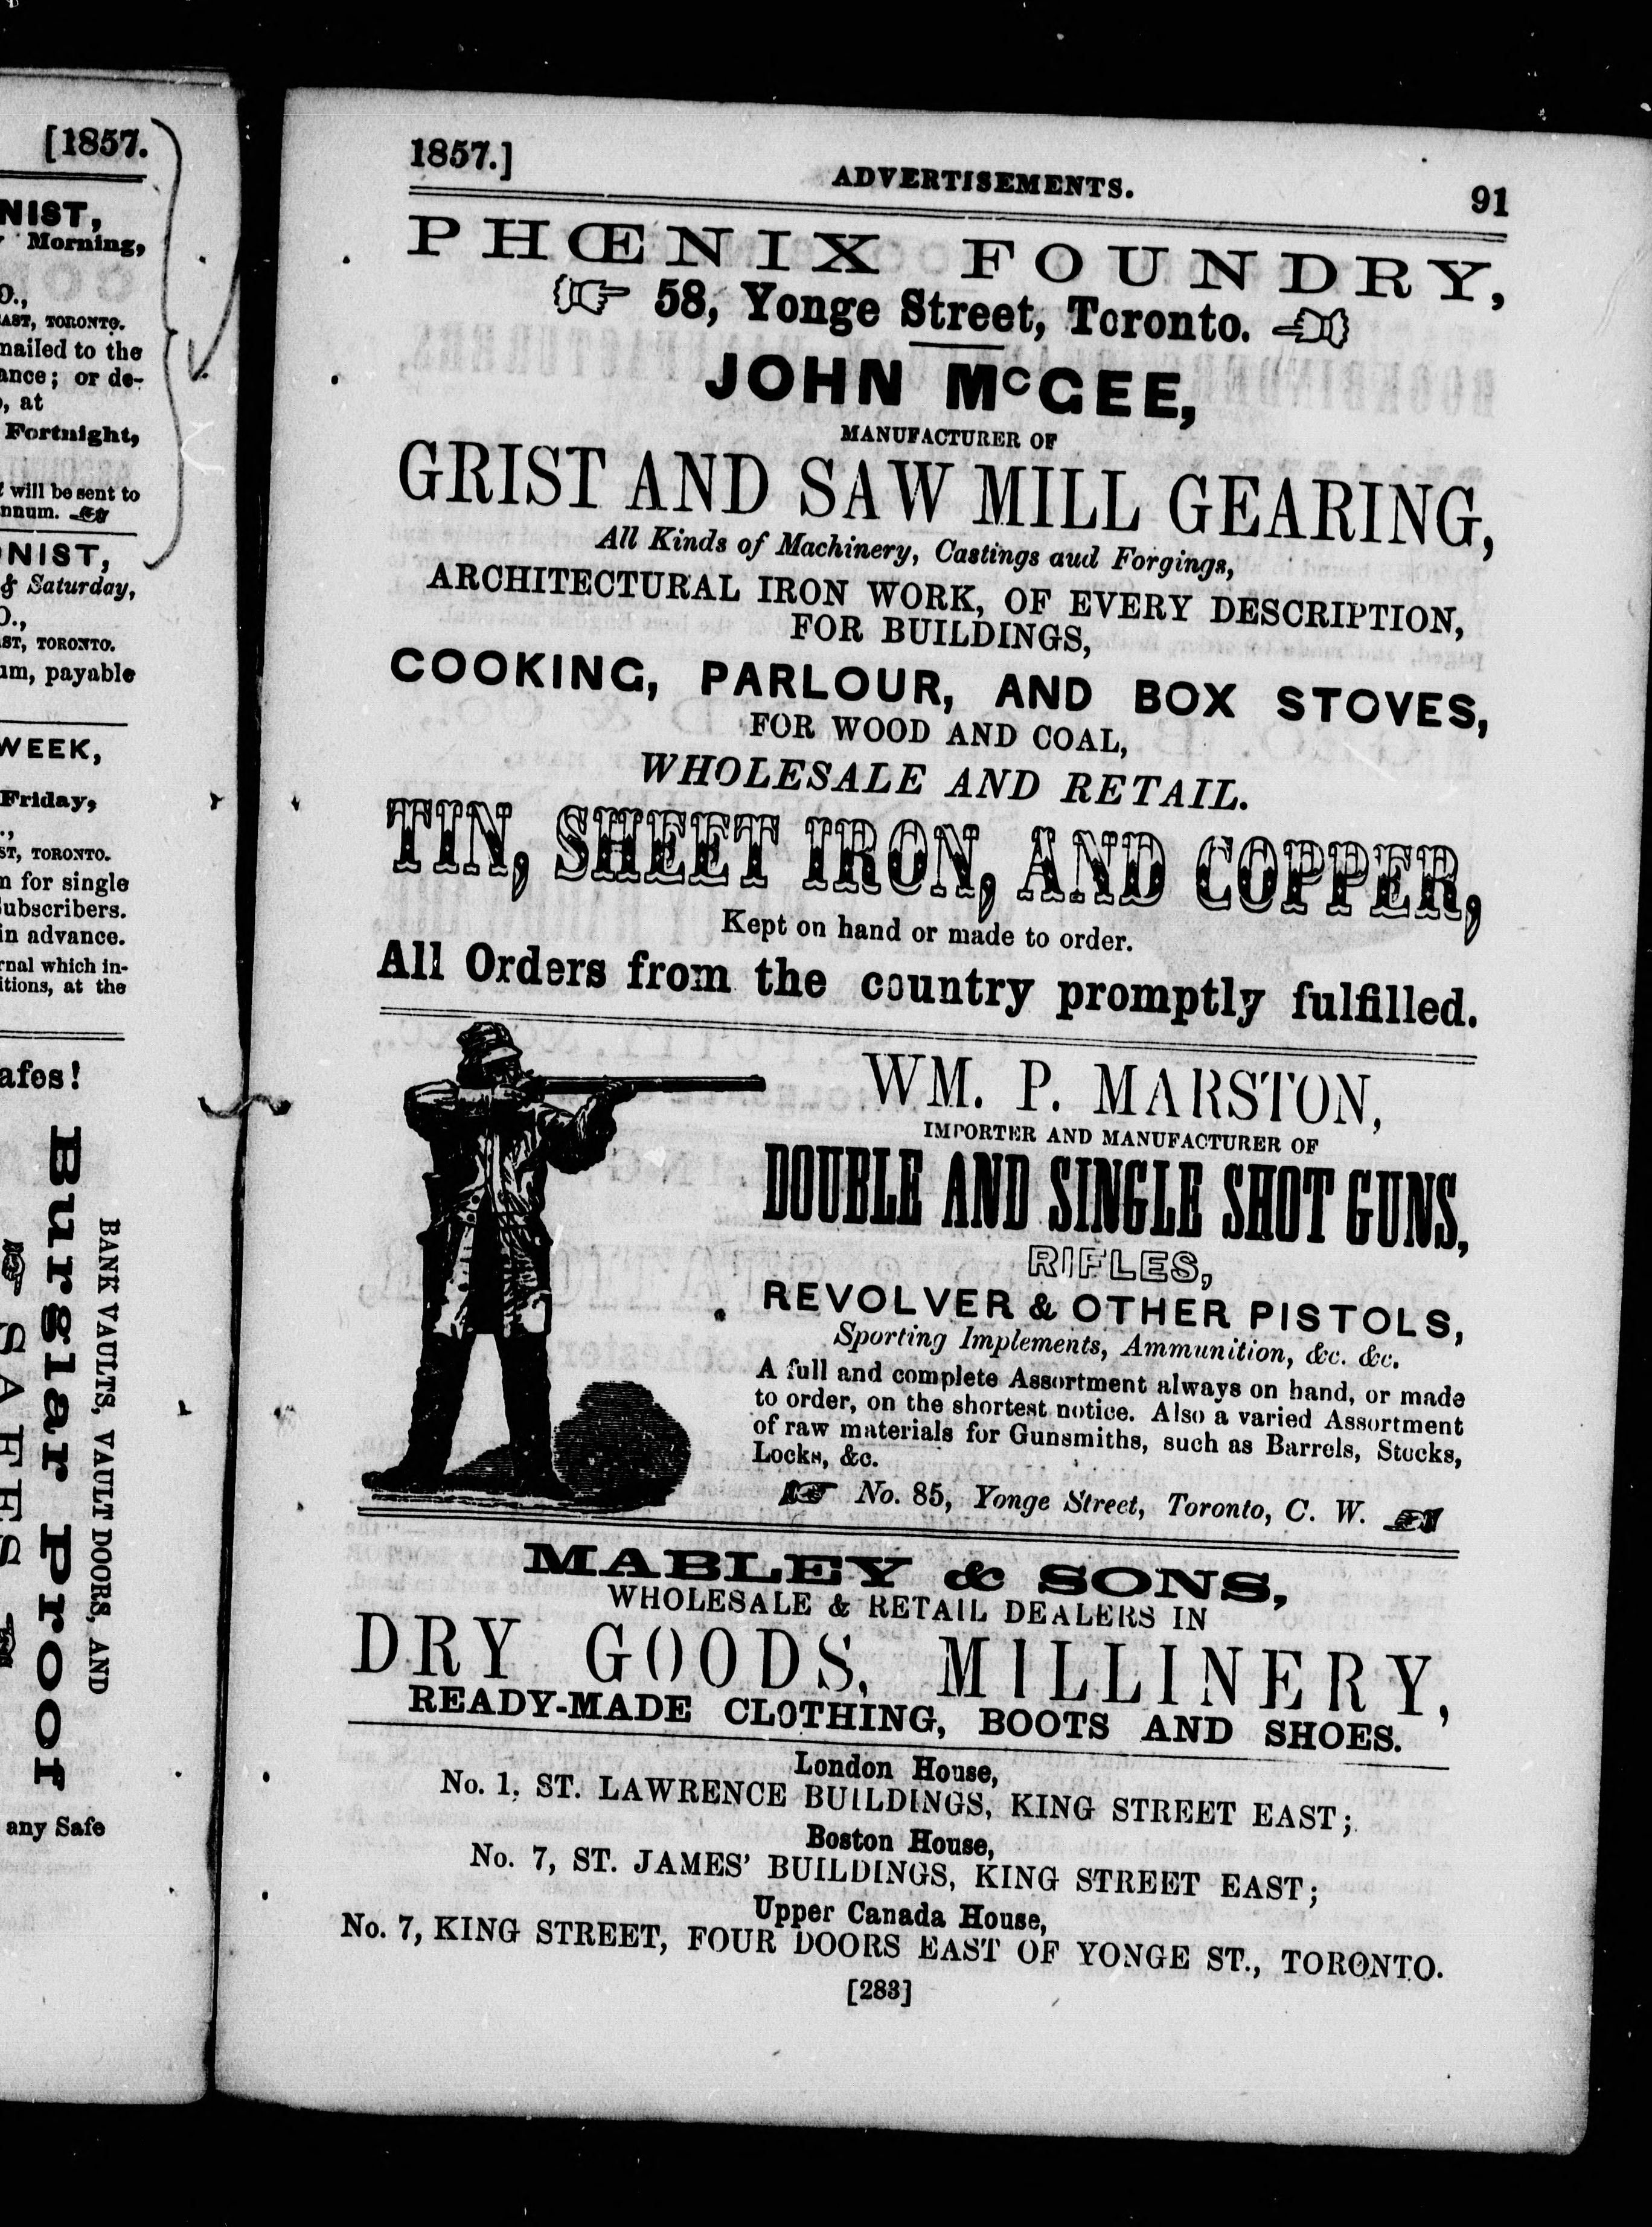 [1857.
NIST,
Morning,
O.,
AST, TORONTO.
mailed to the
ance; or de-
, at
Fortnight,
will be sent to
nnum.
NIST,
& Saturday,
O.,
ST, TORONTO.
um, payable
WEEK,
Friday,
ST, TORONTO.
n for single
ubscribers.
in advance.
rnal which in-
itions, at the
afes!
BANK VAULTS, VAULT DOORS, AND
Burglar Proof
SAFES
any Safe
1857.] ADVERTISEMENTS. 91
PHŒNIX FOUNDRY,
☞ 58, Yonge Street, Toronto. ☜
JOHN McGEE,
MANUFACTURER OF
GRIST AND SAW MILL GEARING,
All Kinds of Machinery, Castings aud Forgings,
ARCHITECTURAL IRON WORK, OF EVERY DESCRIPTION,
FOR BUILDINGS,
COOKING, PARLOUR, AND BOX STOVES,
FOR WOOD AND COAL,
WHOLESALE AND RETAIL.
TIN, SHEET IRON, AND COPPER,
Kept on hand or made to order.
All Orders from the country promptly fulfilled.
WM. P. MARSTON,
IMPORTER AND MANUFACTURER OF
DOUBLE AND SINGLE SHOT GUNS,
RIFLES,
REVOLVER & OTHER PISTOLS,
Sporting Implements, Ammunition, &c. &c.
A full and complete Assortment always on hand, or made
to order, on the shortest notice. Also a varied Assortment
of raw materials for Gunsmiths, such as Barrels, Stocks,
Locks, &c.
☞ No. 85, Yonge Street, Toronto, C. W. ☜
MABLEY & SONS,
WHOLESALE & RETAIL DEALERS IN
DRY GOODS, MILLINERY,
READY-MADE CLOTHING, BOOTS AND SHOES.
London House,
No. 1, ST. LAWRENCE BUILDINGS, KING STREET EAST;
Boston House,
No. 7, ST. JAMES' BUILDINGS, KING STREET EAST;
Upper Canada House,
No. 7, KING STREET, FOUR DOORS EAST OF YONGE ST., TORONTO.
[283]